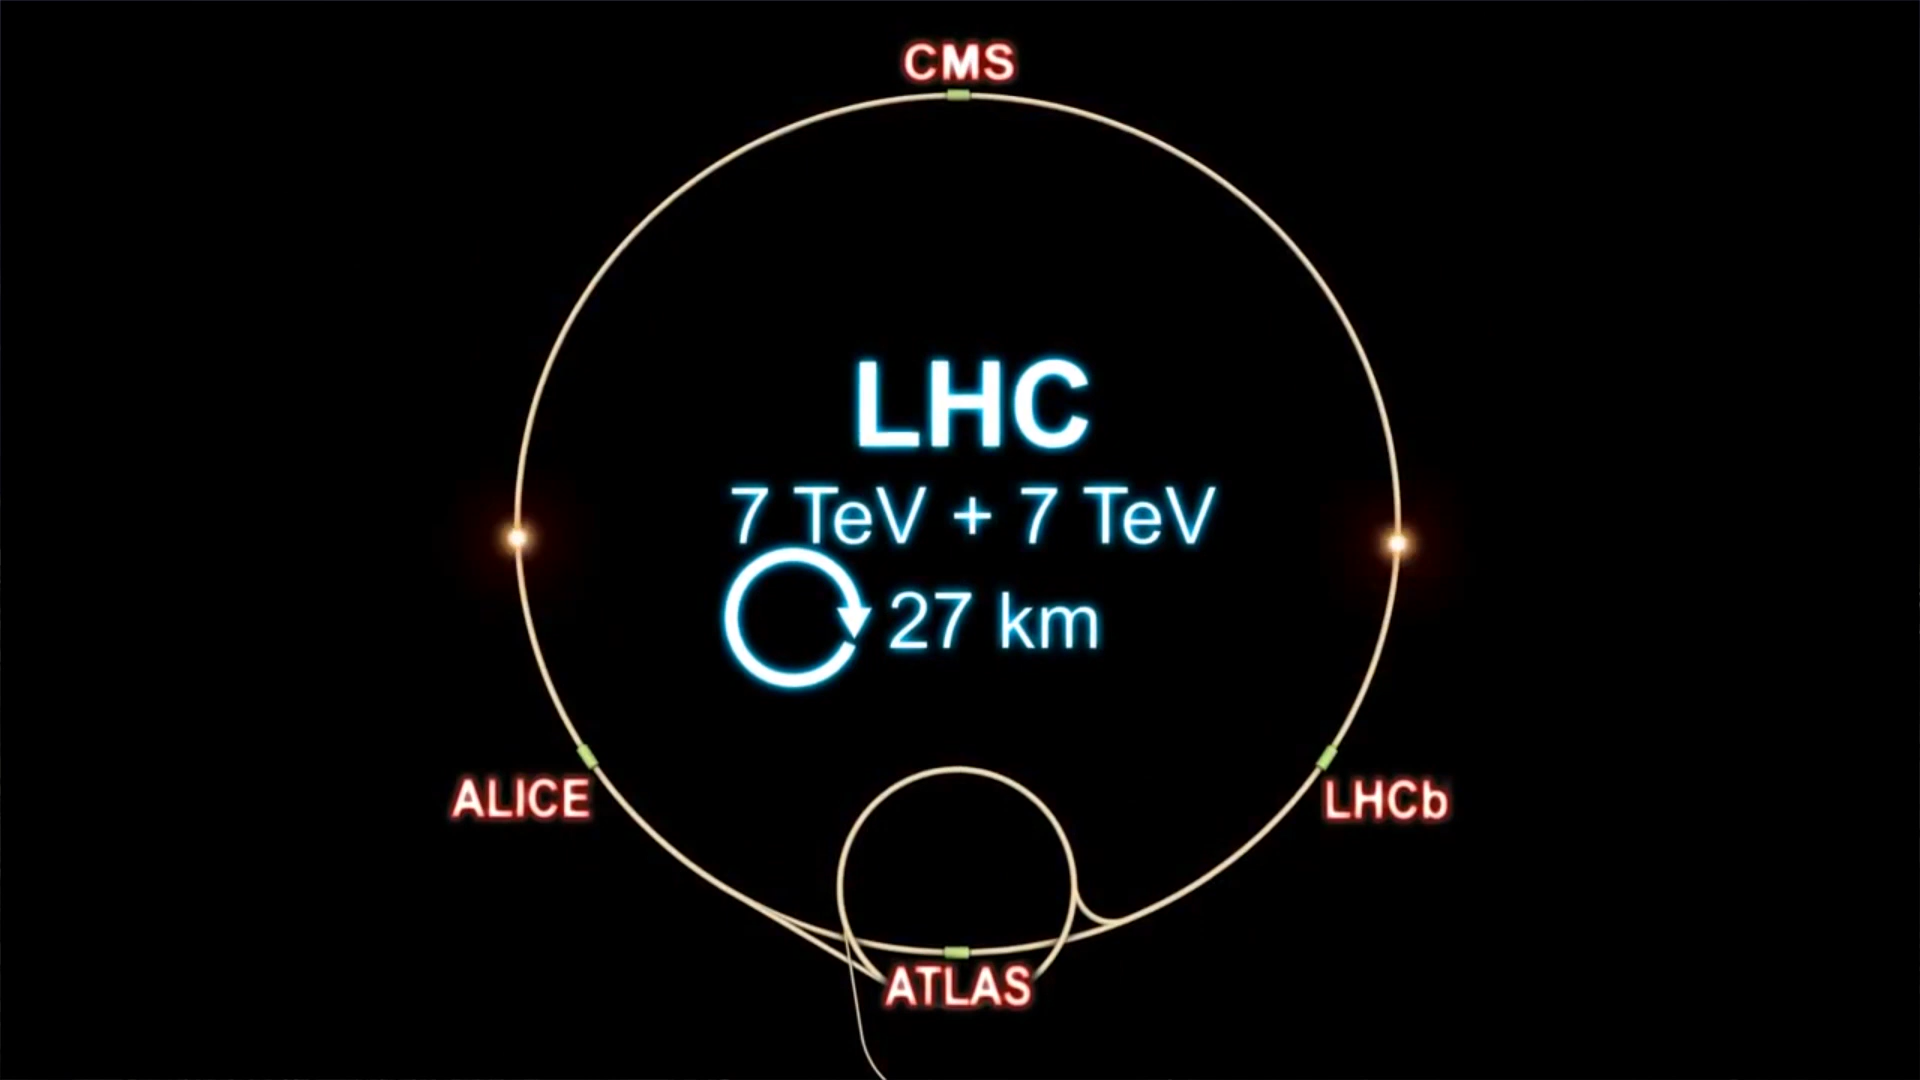 CMS
LHC
7 TeV + 7 TeV
27 km
ALICE
LHCb
ATLAS